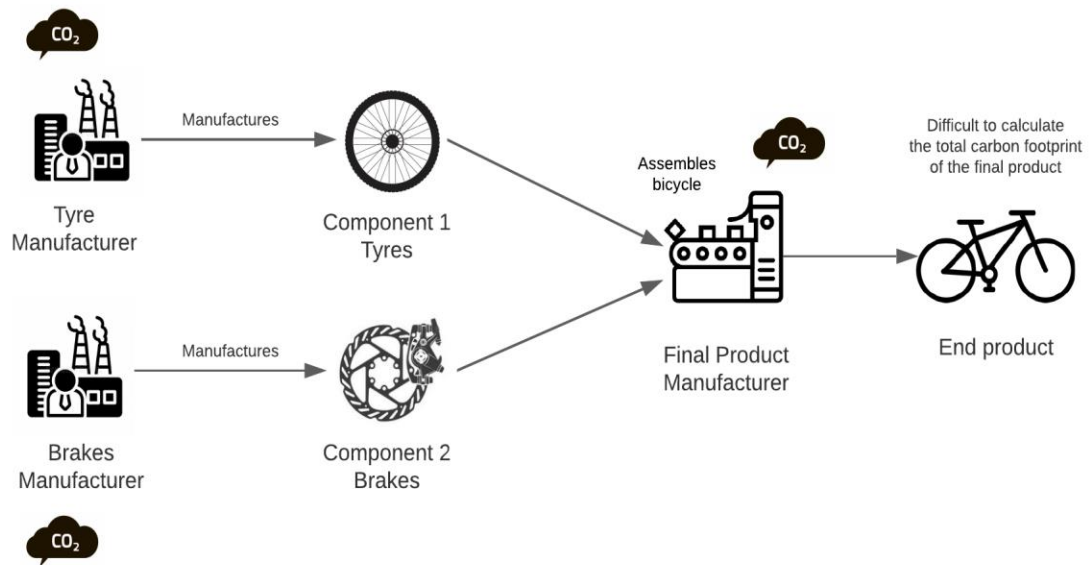 CO₂
Manufactures
Tyre
Manufacturer
Component 1
Tyres
Assembles
bicycle
CO₂
Difficult to calculate
the total carbon footprint
of the final product
Manufactures
Brakes
Manufacturer
Component 2
Brakes
Final Product
Manufacturer
End product
CO₂